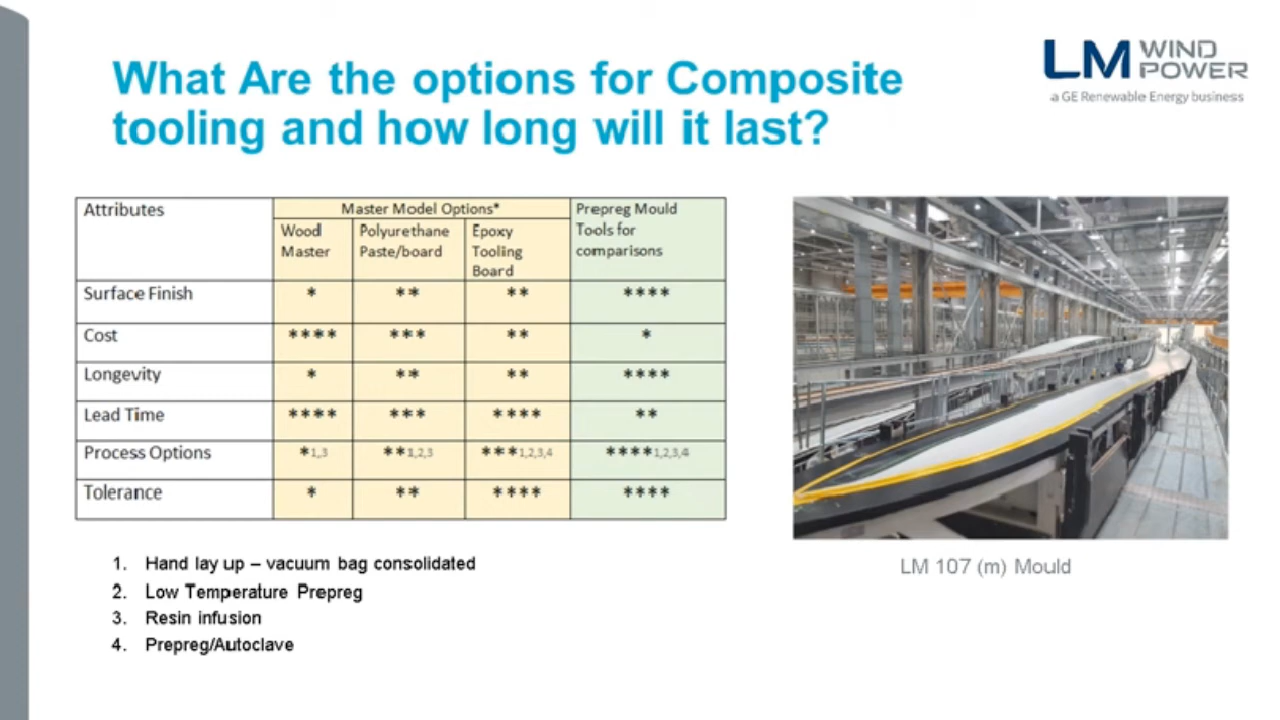 LM WIND POWER
a GE Renewable Energy business
What Are the options for Composite
tooling and how long will it last?
Attributes
Master Model Options*
Prepreg Mould
Tools for
comparisons
Wood
Master
Polyurethane
Paste/board
Epoxy
Tooling
Board
Surface Finish * ** ** ****
Cost **** *** ** *
Longevity * ** ** ****
Lead Time **** *** **** **
Process Options *1,3 **1,2,3 ***1,2,3,4 ****1,2,3,4
Tolerance * ** **** ****
1. Hand lay up – vacuum bag consolidated
2. Low Temperature Prepreg
3. Resin infusion
4. Prepreg/Autoclave
LM 107 (m) Mould